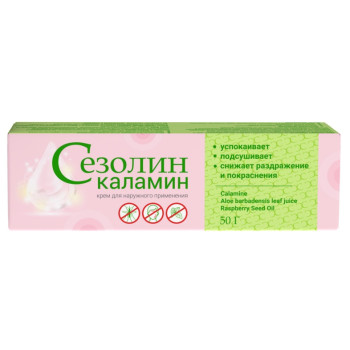 Сезолин
каламин
крем для наружного применения
• успокаивает
• подсушивает
• снижает раздражение
и покраснения
Calamine
Aloe barbadensis leaf juice
Raspberry Seed Oil
50 Г